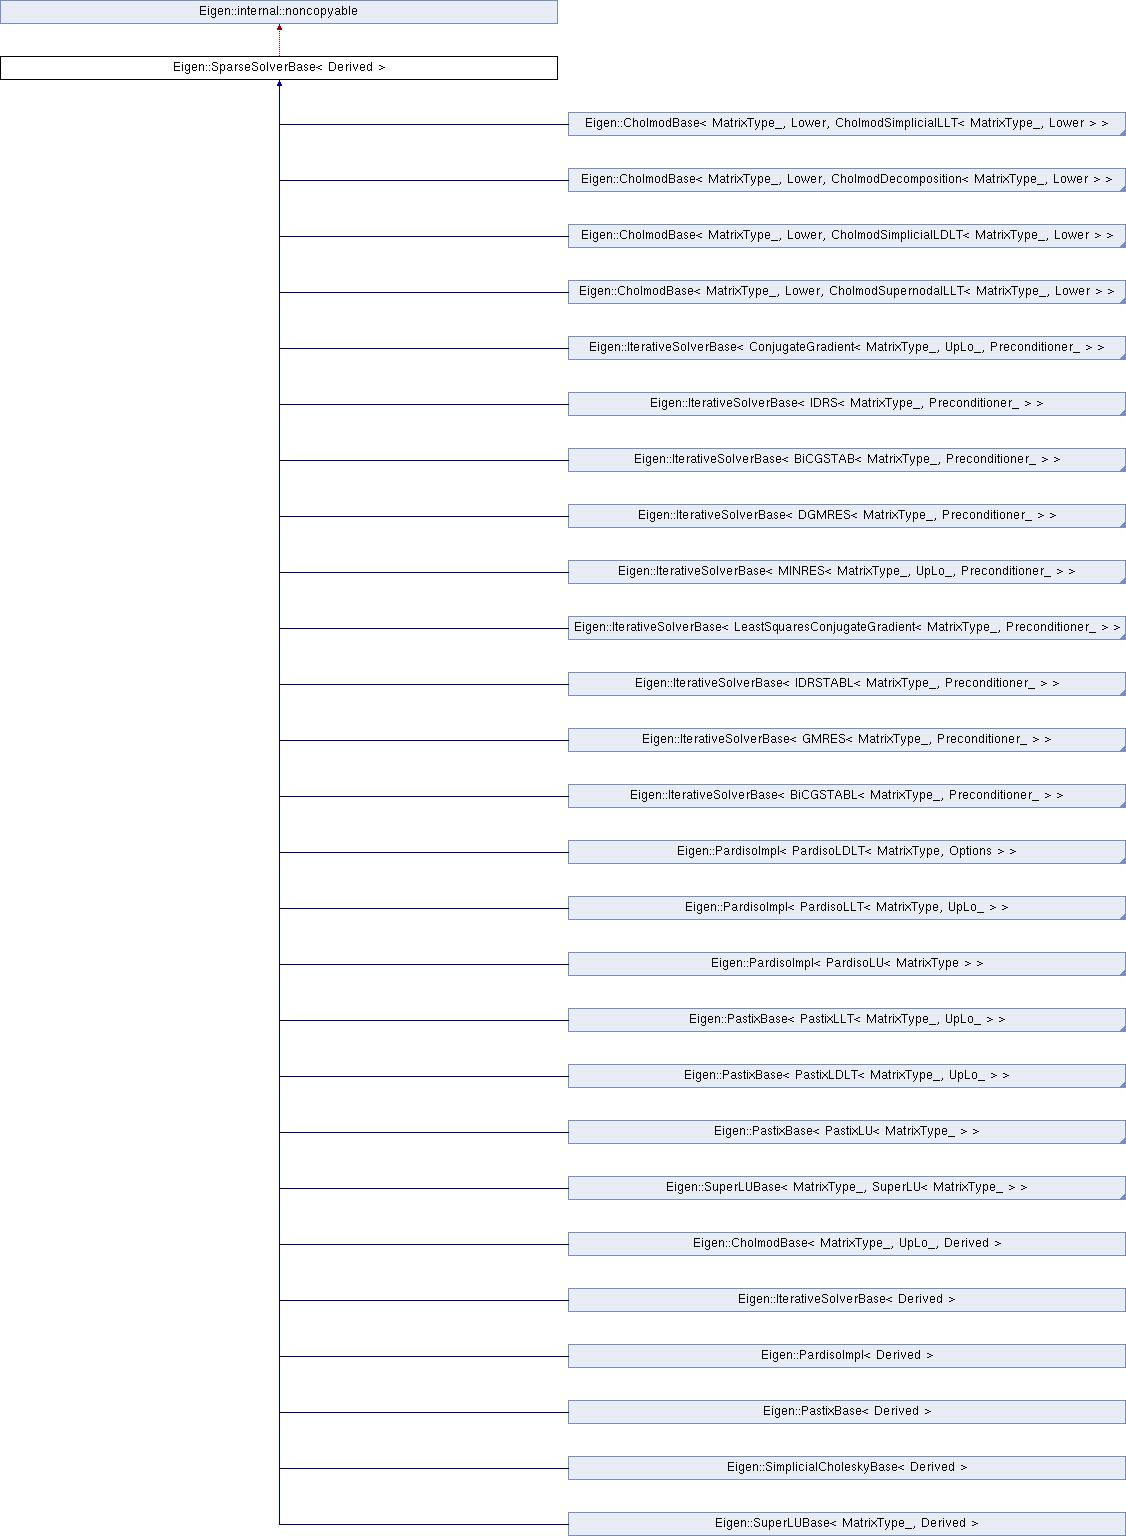 Eigen::internal::noncopyable
Eigen::SparseSolverBase< Derived >
Eigen::CholmodBase< MatrixType_, Lower, CholmodSimplicialLLT< MatrixType_, Lower > >
Eigen::CholmodBase< MatrixType_, Lower, CholmodDecomposition< MatrixType_, Lower > >
Eigen::CholmodBase< MatrixType_, Lower, CholmodSimplicialLDLT< MatrixType_, Lower > >
Eigen::CholmodBase< MatrixType_, Lower, CholmodSupernodalLLT< MatrixType_, Lower > >
Eigen::IterativeSolverBase< ConjugateGradient< MatrixType_, UpLo_, Preconditioner_ > >
Eigen::IterativeSolverBase< IDRS< MatrixType_, Preconditioner_ > >
Eigen::IterativeSolverBase< BiCGSTAB< MatrixType_, Preconditioner_ > >
Eigen::IterativeSolverBase< DGMRES< MatrixType_, Preconditioner_ > >
Eigen::IterativeSolverBase< MINRES< MatrixType_, UpLo_, Preconditioner_ > >
Eigen::IterativeSolverBase< LeastSquaresConjugateGradient< MatrixType_, Preconditioner_ > >
Eigen::IterativeSolverBase< IDRSTABL< MatrixType_, Preconditioner_ > >
Eigen::IterativeSolverBase< GMRES< MatrixType_, Preconditioner_ > >
Eigen::IterativeSolverBase< BiCGSTABL< MatrixType_, Preconditioner_ > >
Eigen::PardisoImpl< PardisoLDLT< MatrixType, Options > >
Eigen::PardisoImpl< PardisoLLT< MatrixType, UpLo_ > >
Eigen::PardisoImpl< PardisoLU< MatrixType > >
Eigen::PastixBase< PastixLLT< MatrixType_, UpLo_ > >
Eigen::PastixBase< PastixLDLT< MatrixType_, UpLo_ > >
Eigen::PastixBase< PastixLU< MatrixType_ > >
Eigen::SuperLUBase< MatrixType_, SuperLU< MatrixType_ > >
Eigen::CholmodBase< MatrixType_, UpLo_, Derived >
Eigen::IterativeSolverBase< Derived >
Eigen::PardisoImpl< Derived >
Eigen::PastixBase< Derived >
Eigen::SimplicialCholeskyBase< Derived >
Eigen::SuperLUBase< MatrixType_, Derived >